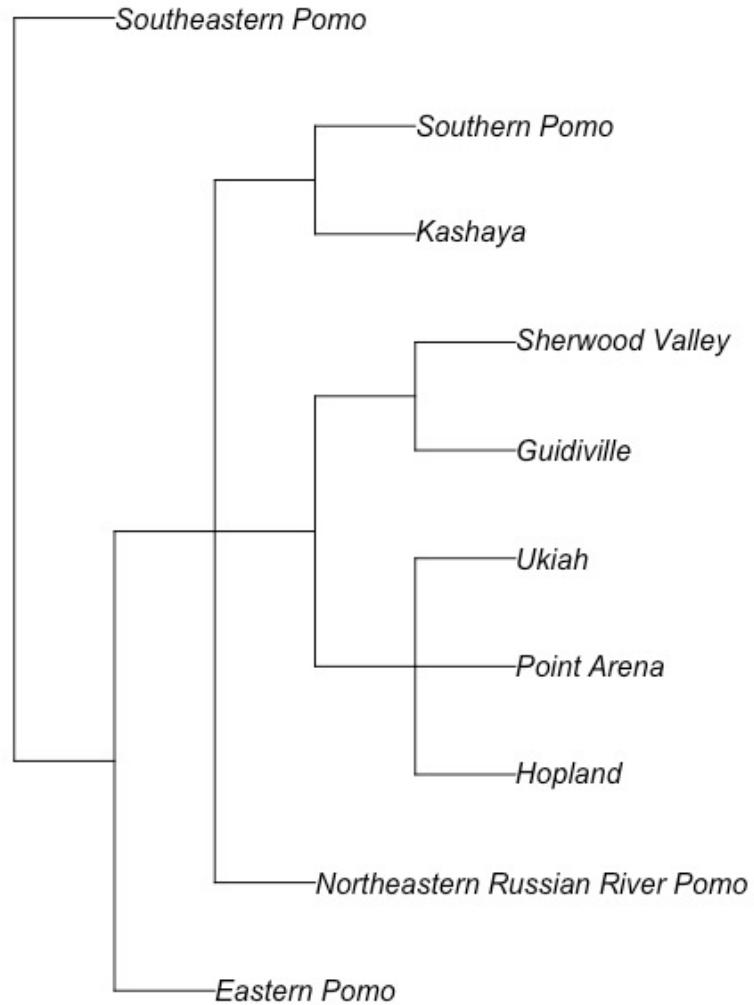 Southeastern Pomo
Southern Pomo
Kashaya
Sherwood Valley
Guidiville
Ukiah
Point Arena
Hopland
Northeastern Russian River Pomo
Eastern Pomo